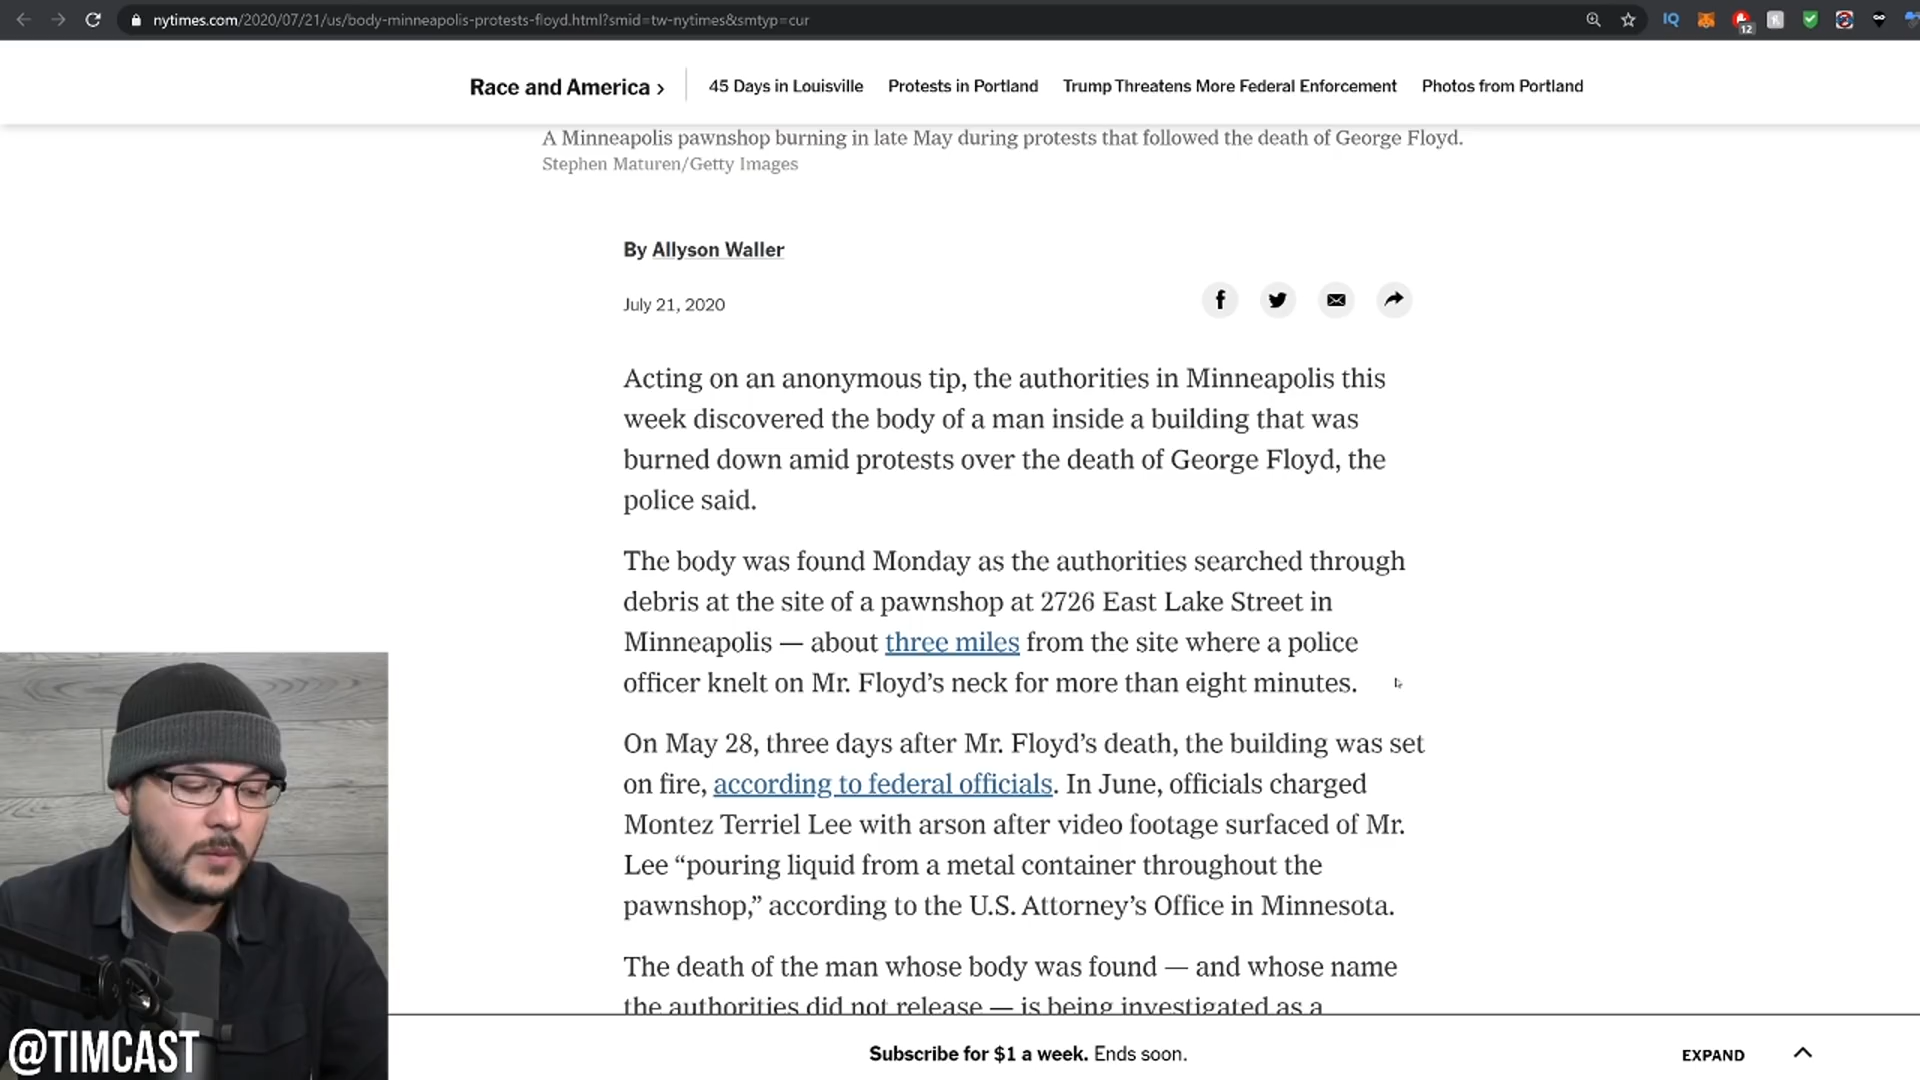 nytimes.com/2020/07/21/us/body-minneapolis-protests-floyd.html?smid=tw-nytimes&smtyp=cur
IQ
12
Race and America ›
45 Days in Louisville
Protests in Portland
Trump Threatens More Federal Enforcement
Photos from Portland
A Minneapolis pawnshop burning in late May during protests that followed the death of George Floyd.
Stephen Maturen/Getty Images
By Allyson Waller
July 21, 2020
Acting on an anonymous tip, the authorities in Minneapolis this
week discovered the body of a man inside a building that was
burned down amid protests over the death of George Floyd, the
police said.
The body was found Monday as the authorities searched through
debris at the site of a pawnshop at 2726 East Lake Street in
Minneapolis — about three miles from the site where a police
officer knelt on Mr. Floyd’s neck for more than eight minutes.
On May 28, three days after Mr. Floyd’s death, the building was set
on fire, according to federal officials. In June, officials charged
Montez Terriel Lee with arson after video footage surfaced of Mr.
Lee “pouring liquid from a metal container throughout the
pawnshop,” according to the U.S. Attorney’s Office in Minnesota.
The death of the man whose body was found — and whose name
the authorities did not release — is being investigated as a
@TIMCAST
Subscribe for $1 a week. Ends soon.
EXPAND